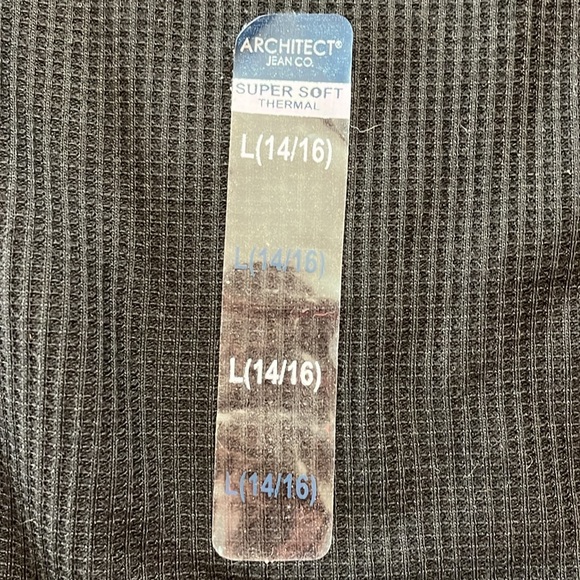 ARCHITECT®
JEAN CO.
SUPER SOFT
THERMAL
L(14/16)
L(14/16)
L(14/16)
L(14/16)